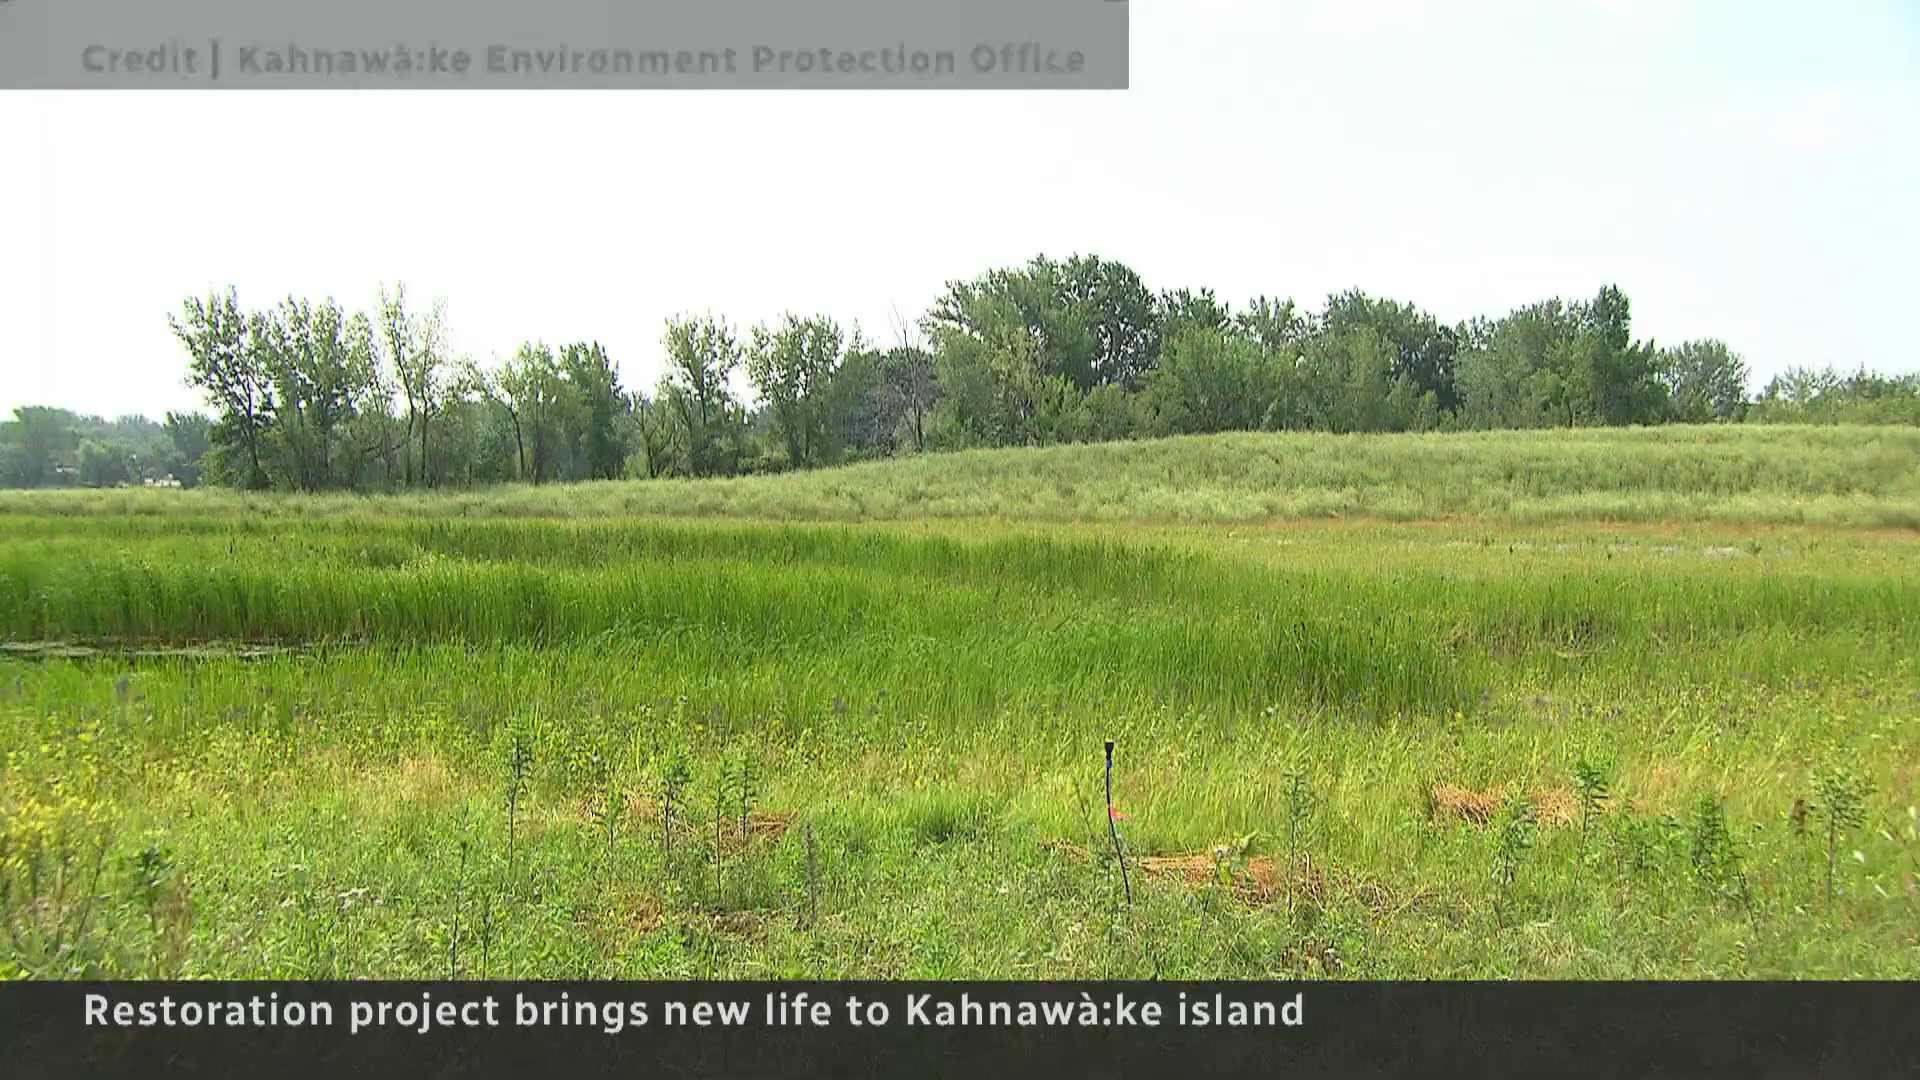 Credit | Kahnawà:ke Environment Protection Office
Restoration project brings new life to Kahnawà:ke island